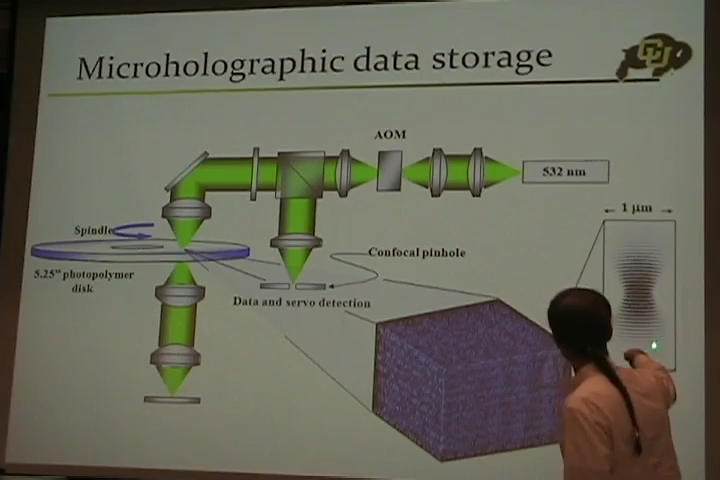 Microholographic data storage
CU
AOM
532 nm
1 μm
Spindle
Confocal pinhole
5.25" photopolymer
disk
Data and servo detection